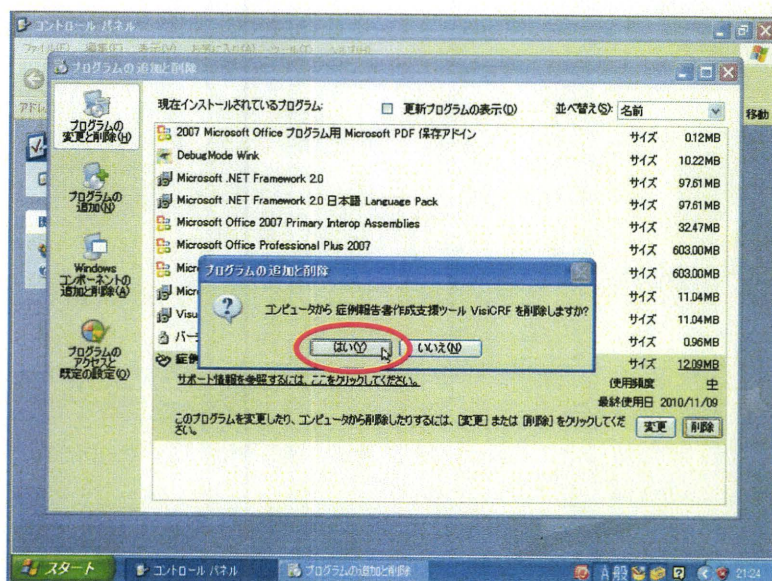 コントロール パネル
プログラムの追加と削除
移動
プログラムの
変更と削除(H)
プログラムの
追加(N)
Windows
コンポーネントの
追加と削除(A)
プログラムの
アクセスと
既定の設定(O)
現在インストールされているプログラム:
更新プログラムの表示(D)
並べ替え(S): 名前
2007 Microsoft Office プログラム用 Microsoft PDF 保存アドイン サイズ 0.12MB
DebugMode Wink サイズ 10.22MB
Microsoft .NET Framework 2.0 サイズ 97.61MB
Microsoft .NET Framework 2.0 日本語 Language Pack サイズ 97.61MB
Microsoft Office 2007 Primary Interop Assemblies サイズ 32.47MB
Microsoft Office Professional Plus 2007 サイズ 603.00MB
Micr サイズ 603.00MB
Micr サイズ 11.04MB
Visu サイズ 11.04MB
バー サイズ 0.96MB
症例 サイズ 12.09MB
プログラムの追加と削除
コンピュータから 症例報告書作成支援ツール VisiCRF を削除しますか?
はい(Y)
いいえ(N)
サポート情報を参照するには、ここをクリックしてください。
使用頻度 中
最終使用日 2010/11/09
このプログラムを変更したり、コンピュータから削除したりするには、[変更] または [削除] をクリックしてくだ
さい。
変更
削除
スタート
コントロール パネル
プログラムの追加と削除
A 般
21:24